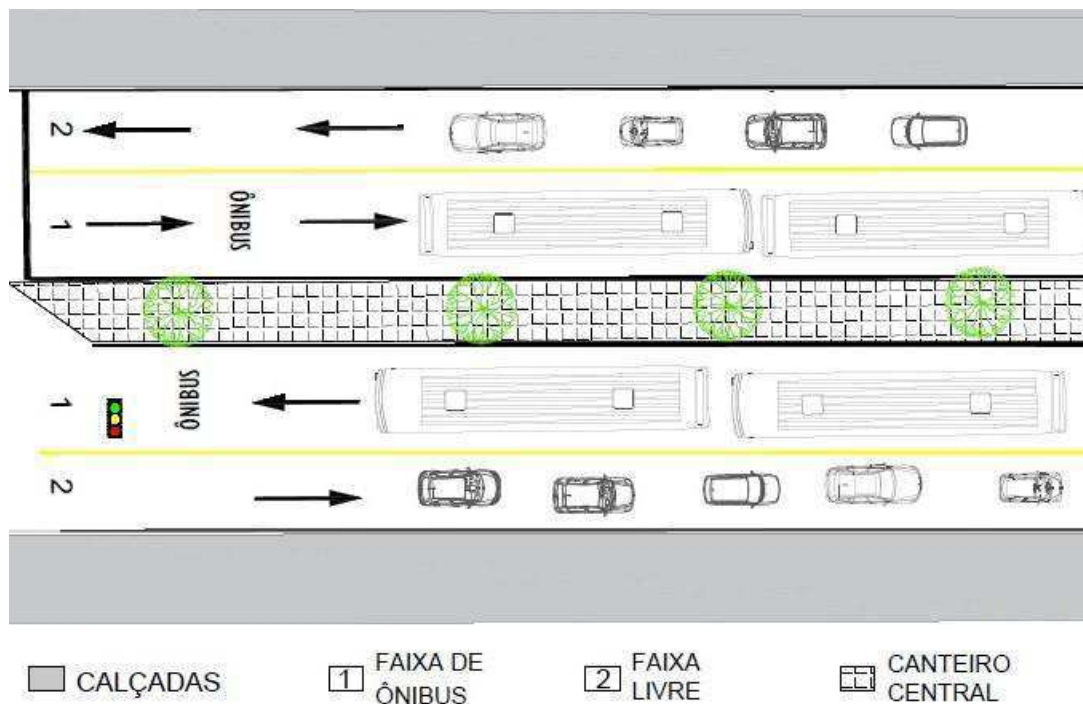 2
ÔNIBUS
1
1
ÔNIBUS
2
CALÇADAS
1
FAIXA DE
ÔNIBUS
2
FAIXA
LIVRE
CANTEIRO
CENTRAL